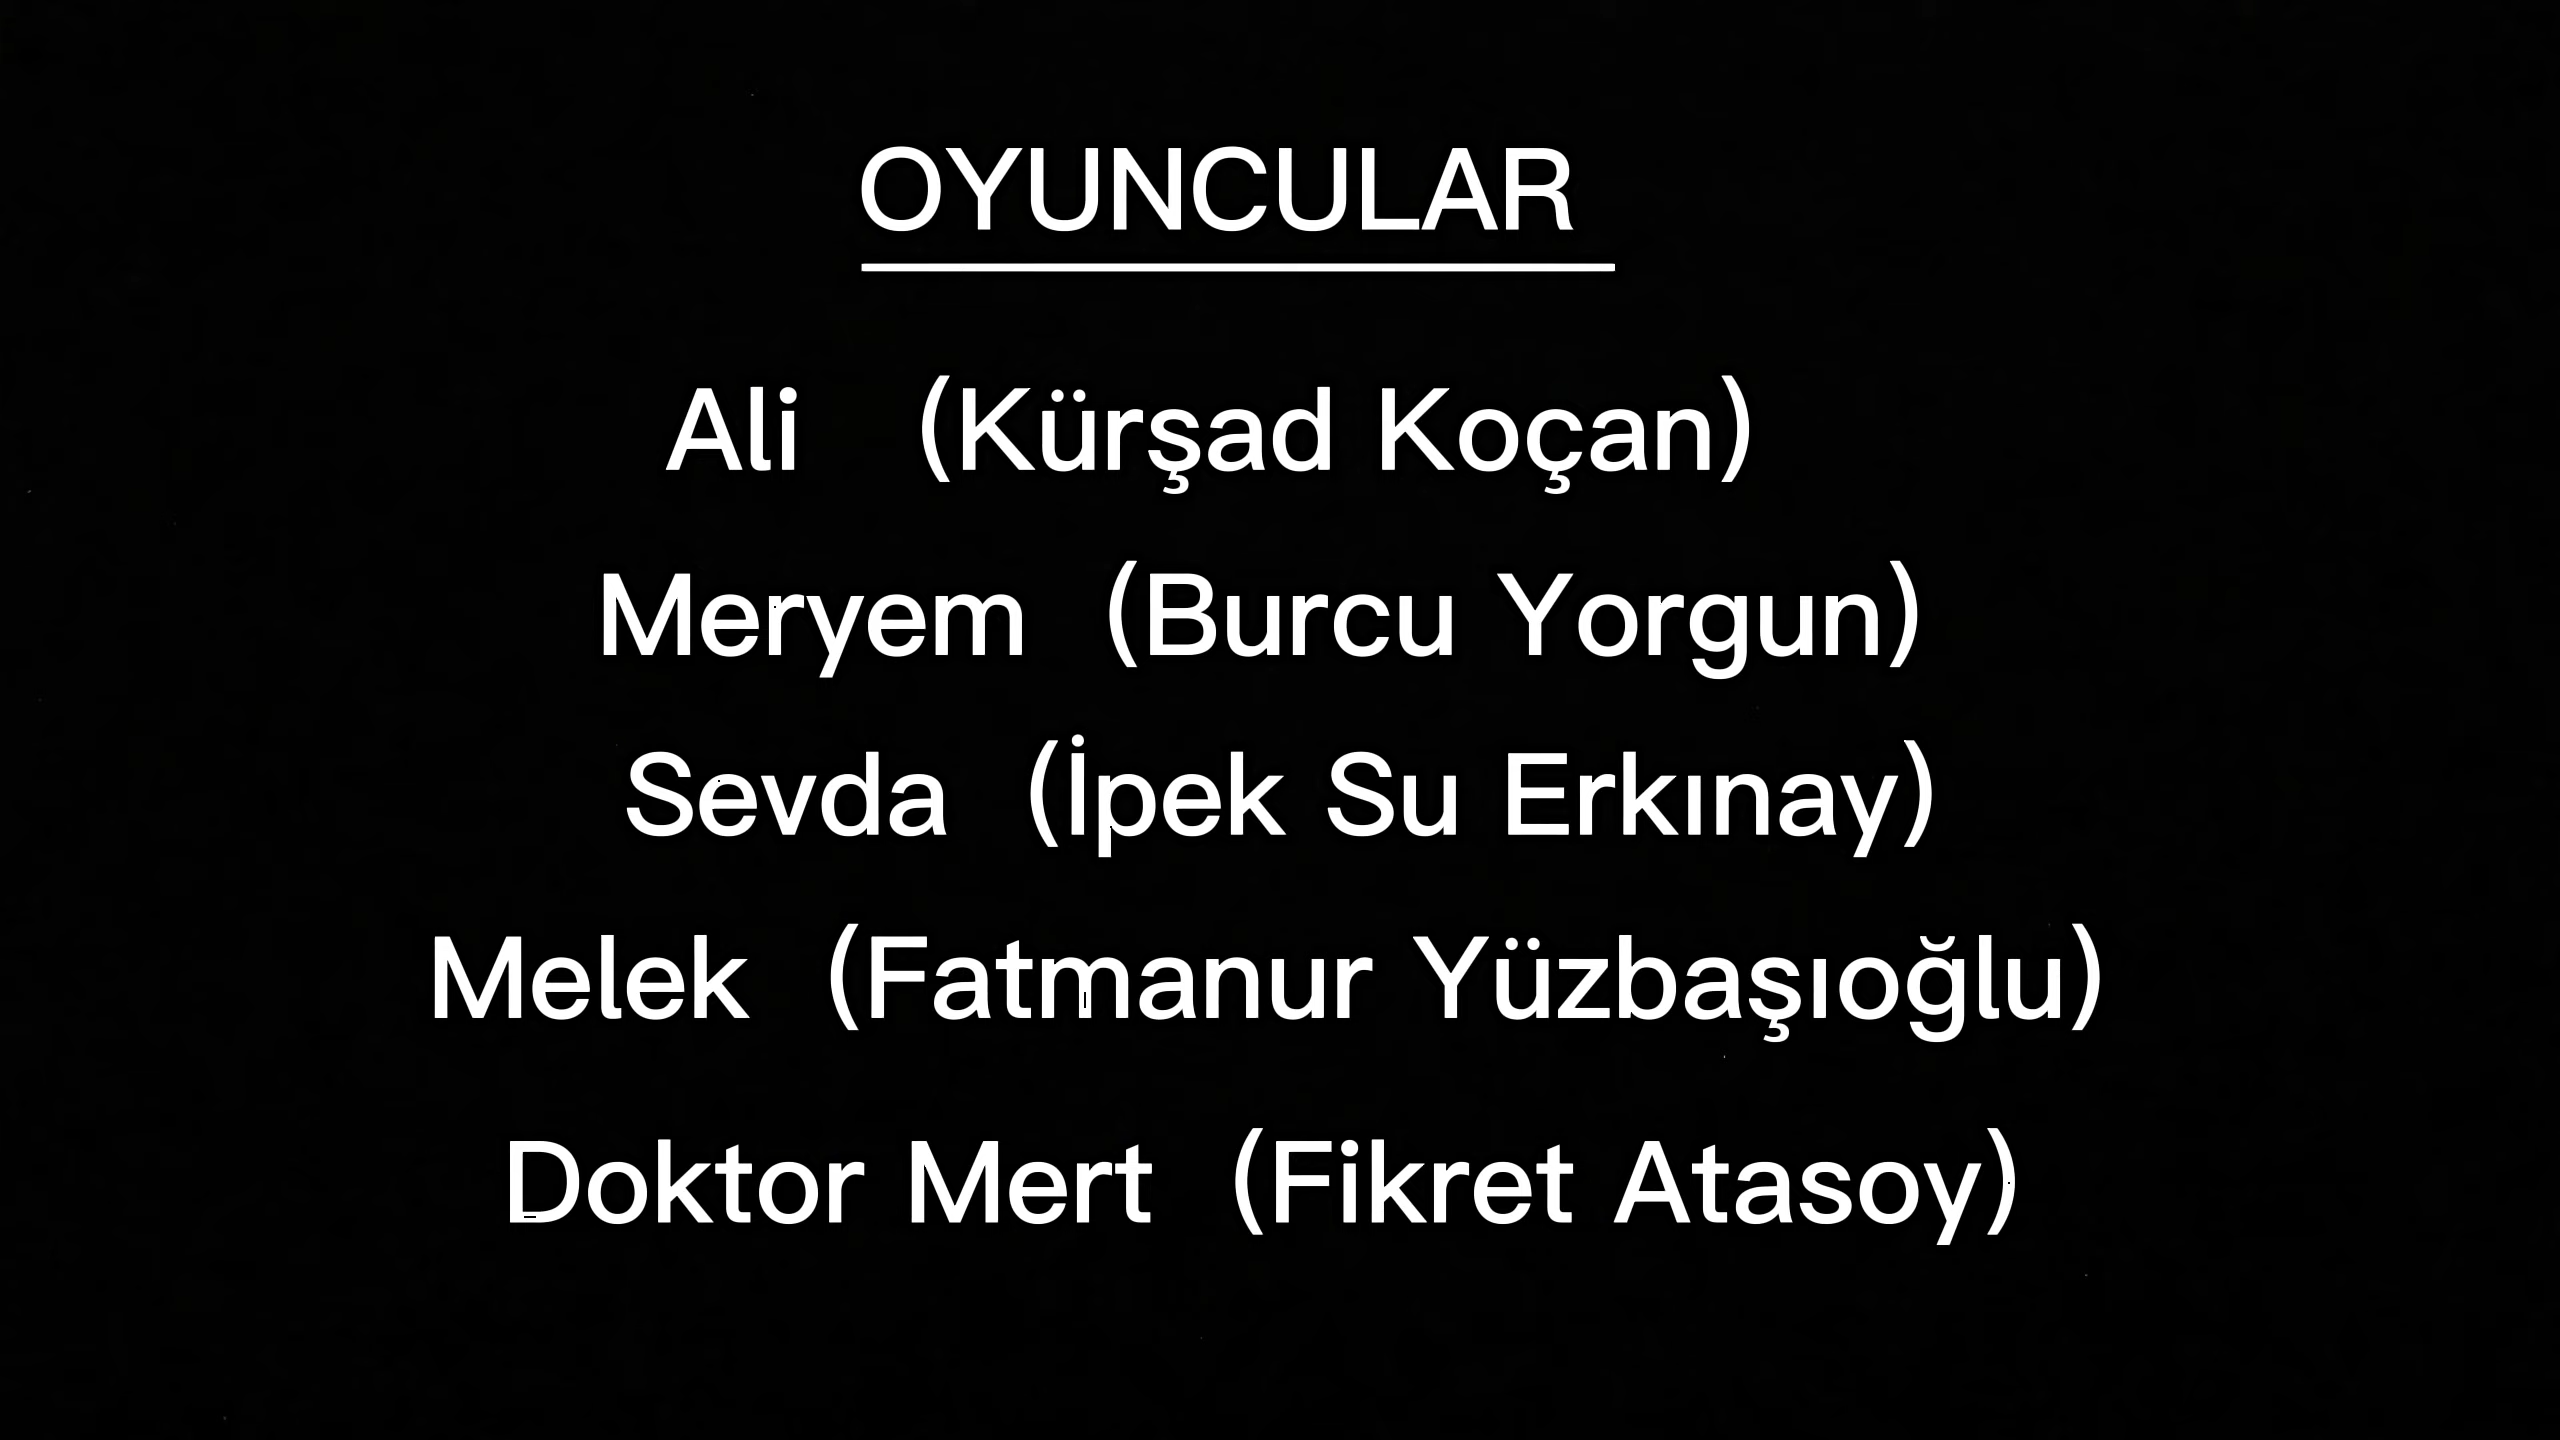 OYUNCULAR
Ali (Kürşad Koçan)
Meryem (Burcu Yorgun)
Sevda (İpek Su Erkınay)
Melek (Fatmanur Yüzbaşıoğlu)
Doktor Mert (Fikret Atasoy)